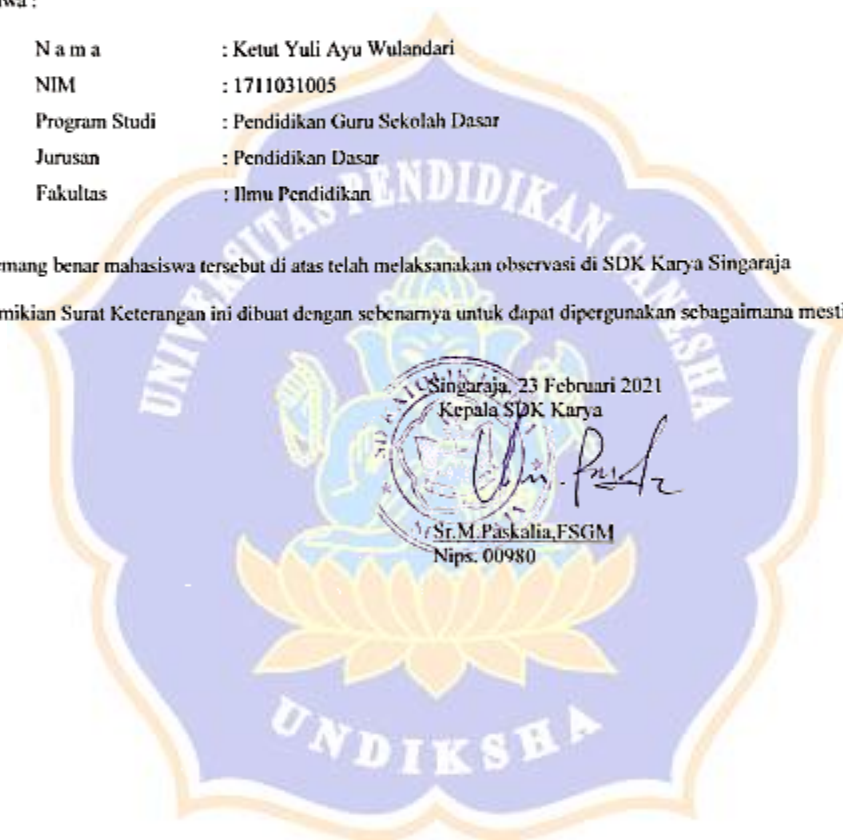 N a m a : Ketut Yuli Ayu Wulandari
NIM : 1711031005
Program Studi : Pendidikan Guru Sekolah Dasar
Jurusan : Pendidikan Dasar
Fakultas : Ilmu Pendidikan
UNIVERSITAS PENDIDIKAN GANESHA
emang benar mahasiswa tersebut di atas telah melaksanakan observasi di SDK Karya Singaraja
mikian Surat Keterangan ini dibuat dengan sebenarnya untuk dapat dipergunakan sebagaimana mesti
Singaraja, 23 Februari 2021
Kepala SDK Karya
Sr.M.Paskalia,FSGM
Nips. 00980
UNDIKSHA